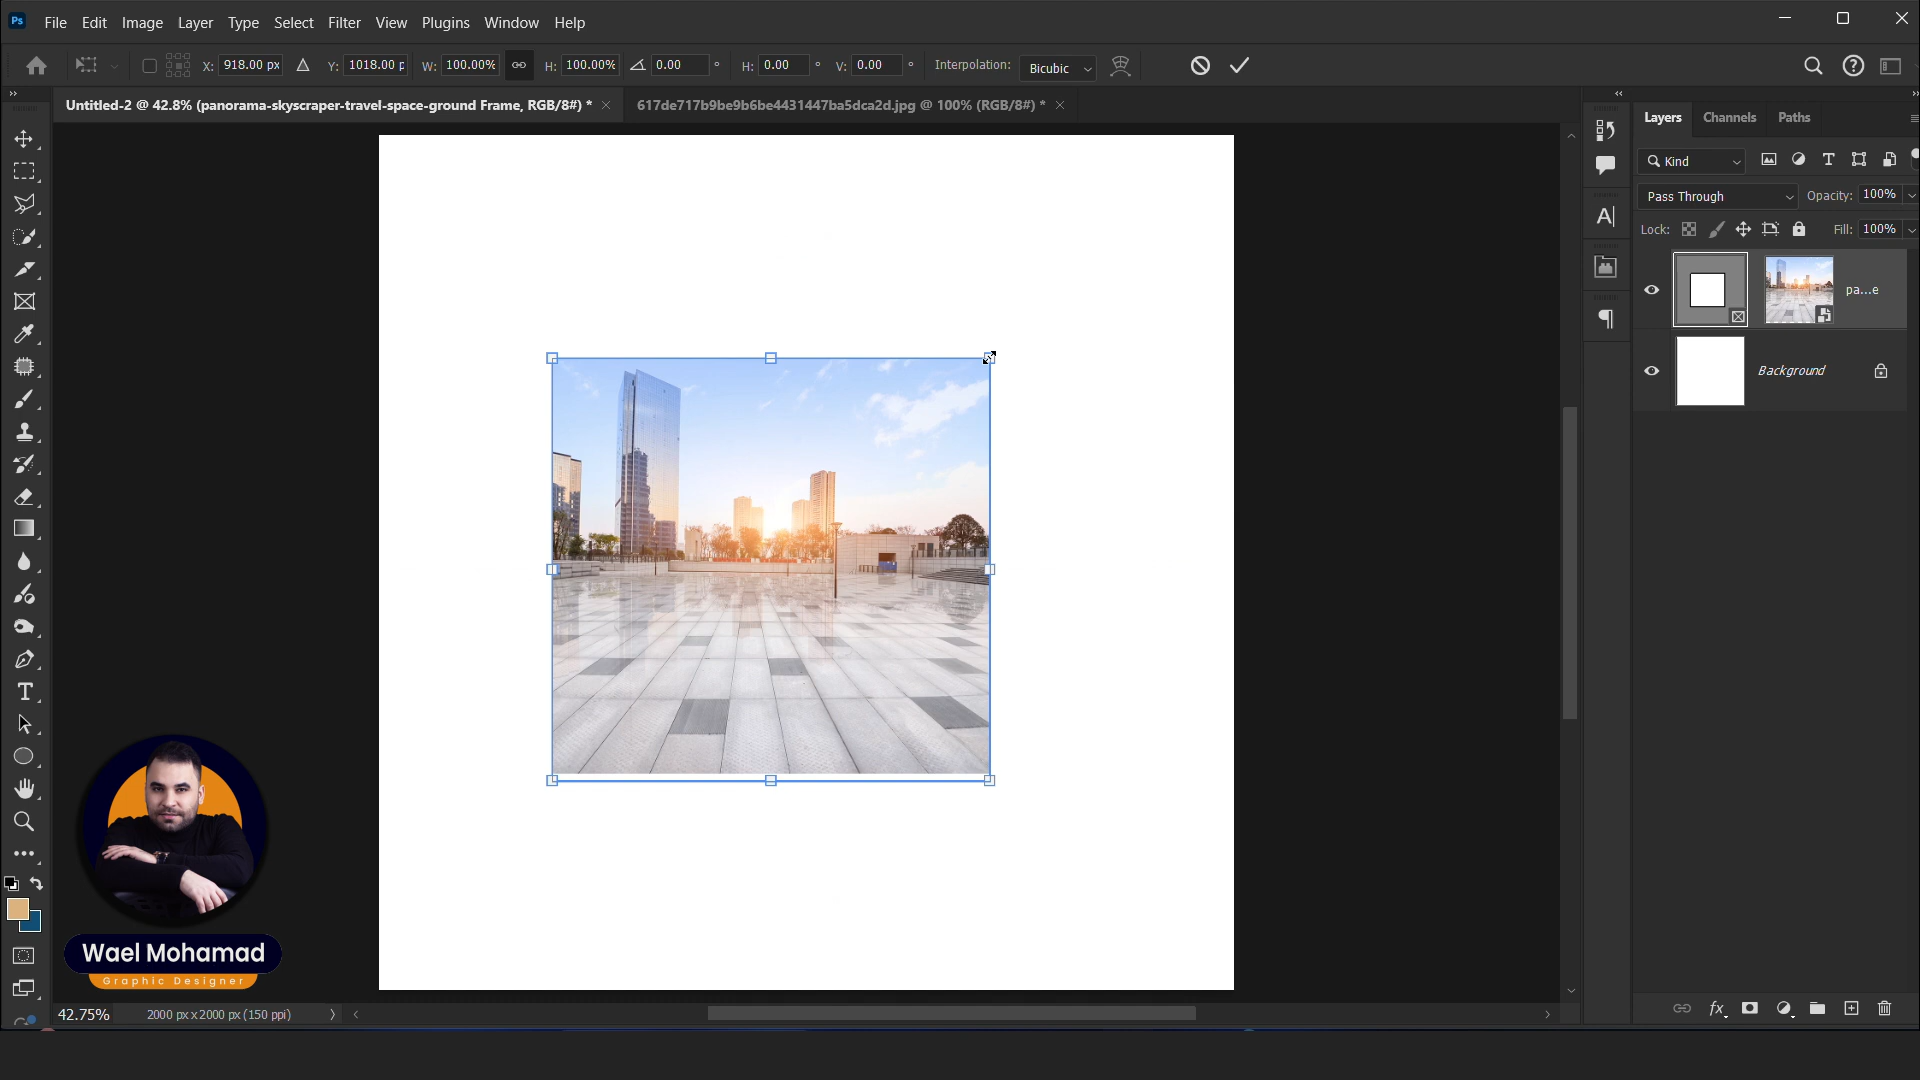 Ps File Edit Image Layer Type Select Filter View Plugins Window Help
X: 918.00 px Y: 1018.00 p W: 100.00% H: 100.00% 0.00 ° H: 0.00 ° V: 0.00 ° Interpolation: Bicubic
Untitled-2 @ 42.8% (panorama-skyscraper-travel-space-ground Frame, RGB/8#) * 617de717b9be9b6be4431447ba5dca2d.jpg @ 100% (RGB/8#) *
Layers Channels Paths
Kind
Pass Through Opacity: 100%
Lock: Fill: 100%
pa...e
Background
Wael Mohamad
Graphic Designer
42.75% 2000 px x 2000 px (150 ppi)
fx